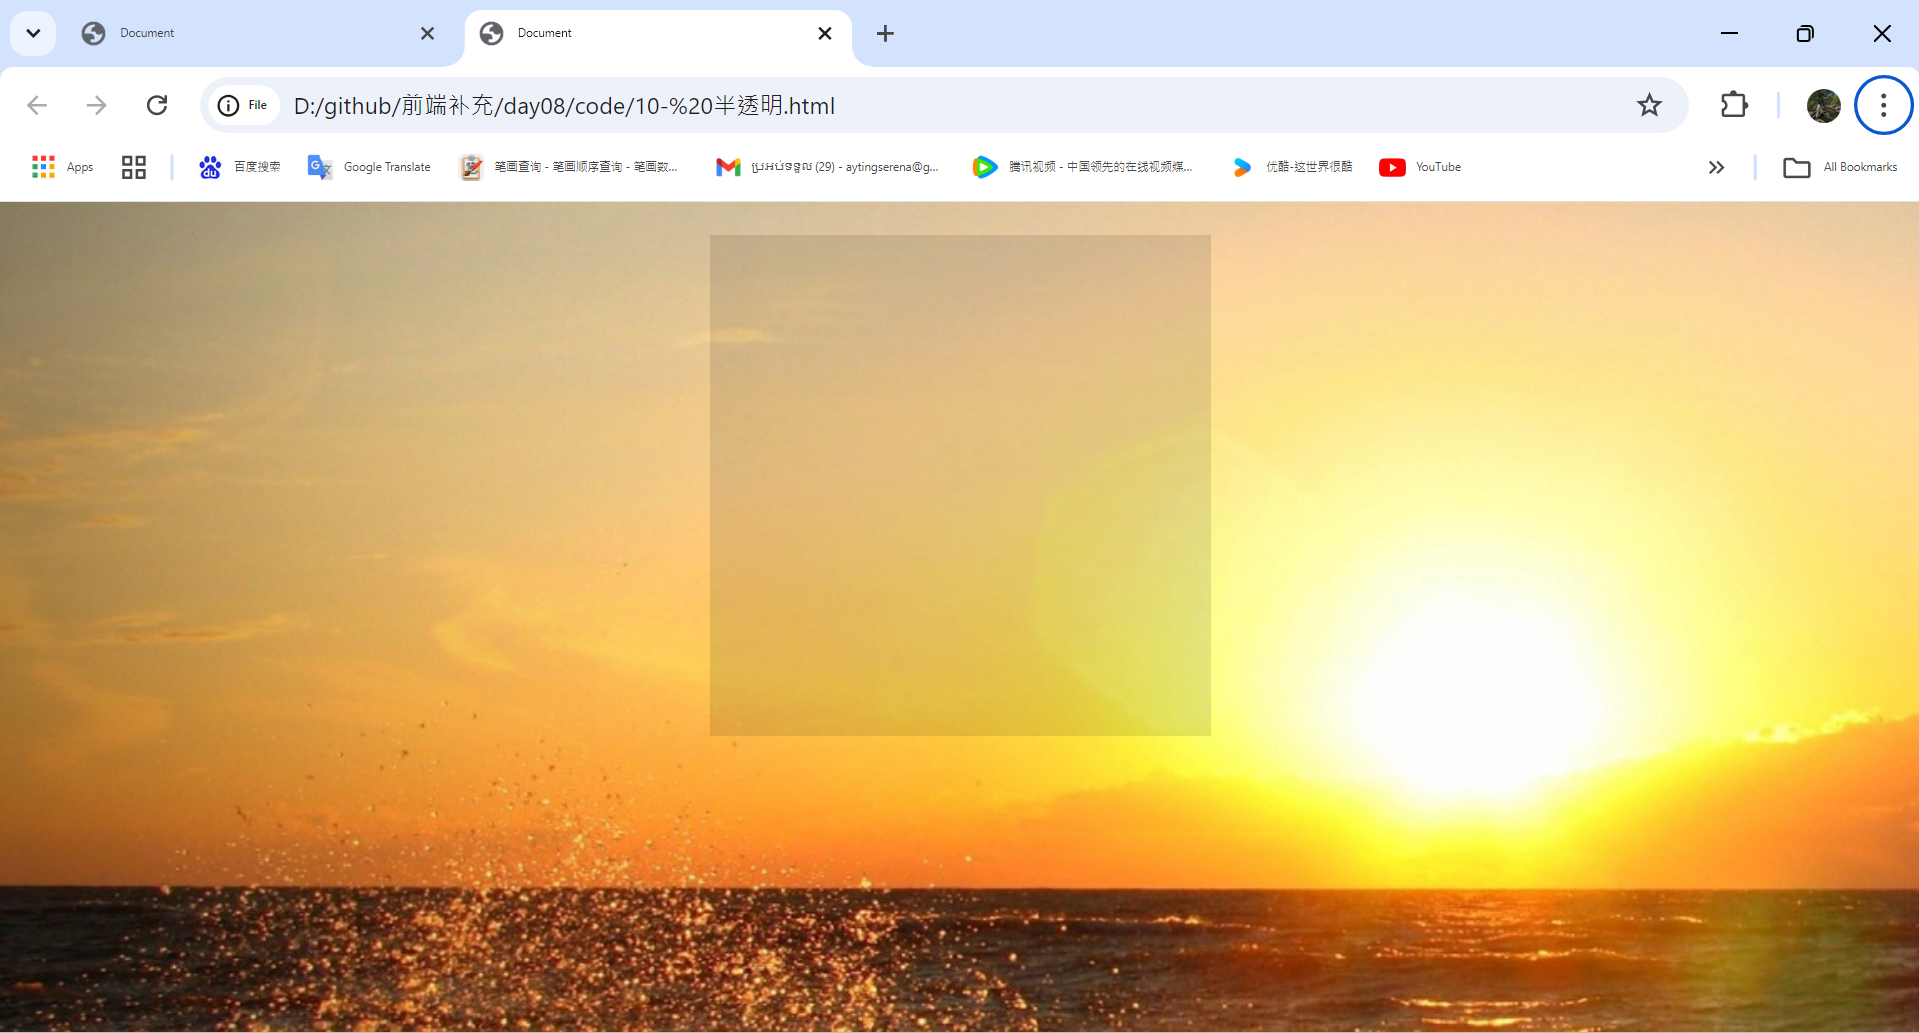 Document
Document
File
D:/github/前端补充/day08/code/10-%20半透明.html
Apps
百度搜索
Google Translate
笔画查询 - 笔画顺序查询 - 笔画数...
ប្រអប់ទទួល (29) - aytingserena@g...
腾讯视频 - 中国领先的在线视频媒...
优酷-这世界很酷
YouTube
All Bookmarks